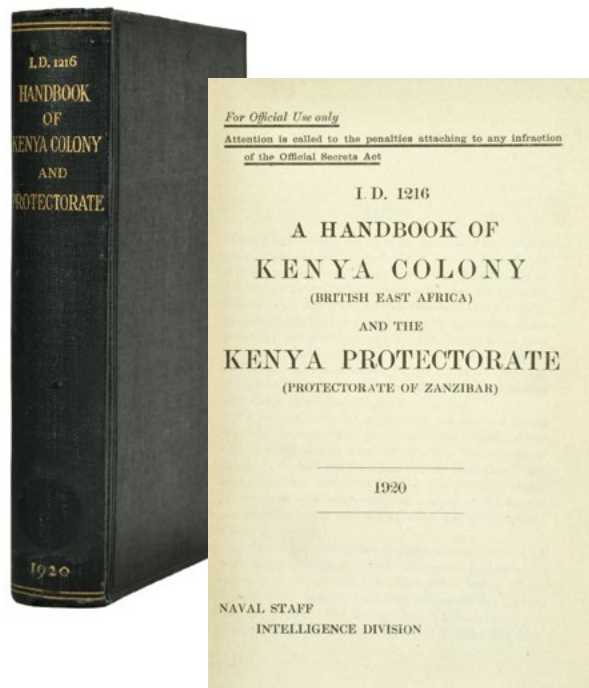 I.D. 1216
HANDBOOK
OF
KENYA COLONY
AND
PROTECTORATE
1920
For Official Use only
Attention is called to the penalties attaching to any infraction
of the Official Secrets Act
I. D. 1216
A HANDBOOK OF
KENYA COLONY
(BRITISH EAST AFRICA)
AND THE
KENYA PROTECTORATE
(PROTECTORATE OF ZANZIBAR)
1920
NAVAL STAFF
INTELLIGENCE DIVISION